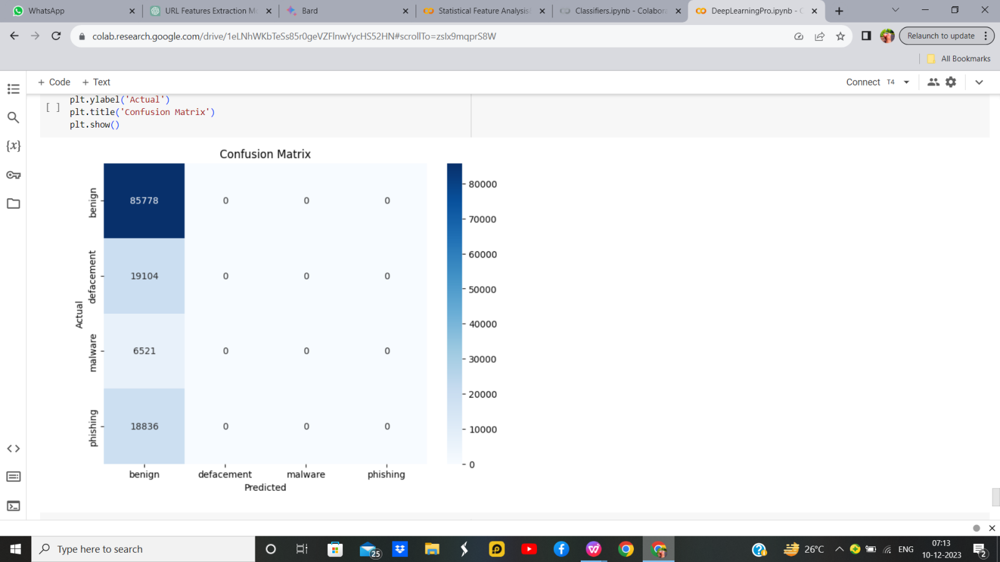 WhatsApp
URL Features Extraction Mo
Bard
Statistical Feature Analysis&
Classifiers.ipynb - Colabora
DeepLearningPro.ipynb - C
colab.research.google.com/drive/1eLNhWKbTeSs85r0geVZFlnwYycHS52HN#scrollTo=zsIx9mqprS8W
Relaunch to update
All Bookmarks
+ Code + Text
Connect T4
plt.ylabel('Actual')
[ ] plt.title('Confusion Matrix')
plt.show()
{x}
Confusion Matrix
Actual
benign 85778 0 0 0
defacement 19104 0 0 0
malware 6521 0 0 0
phishing 18836 0 0 0
benign defacement malware phishing
Predicted
80000
70000
60000
50000
40000
30000
20000
10000
0
Type here to search
25
26°C
ENG
07:13
10-12-2023
2